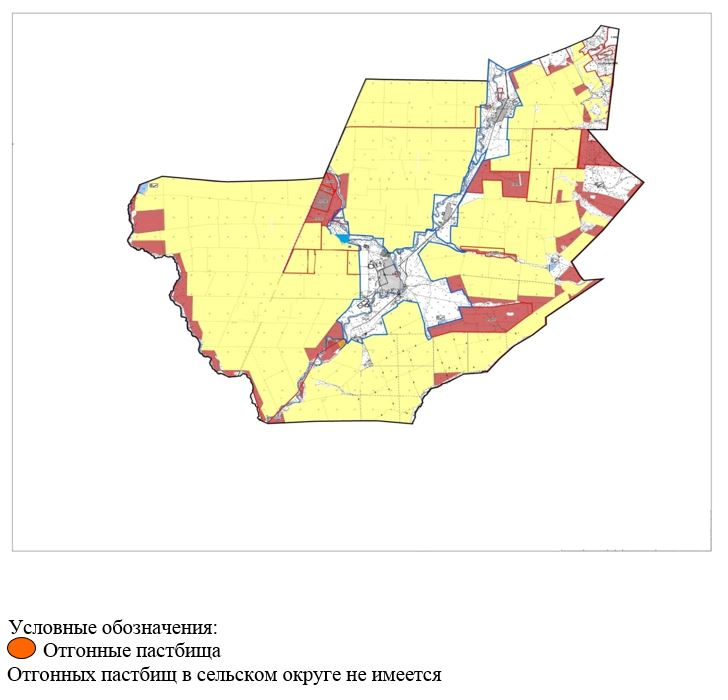 Условные обозначения:
Отгонные пастбища
Отгонных пастбищ в сельском округе не имеется